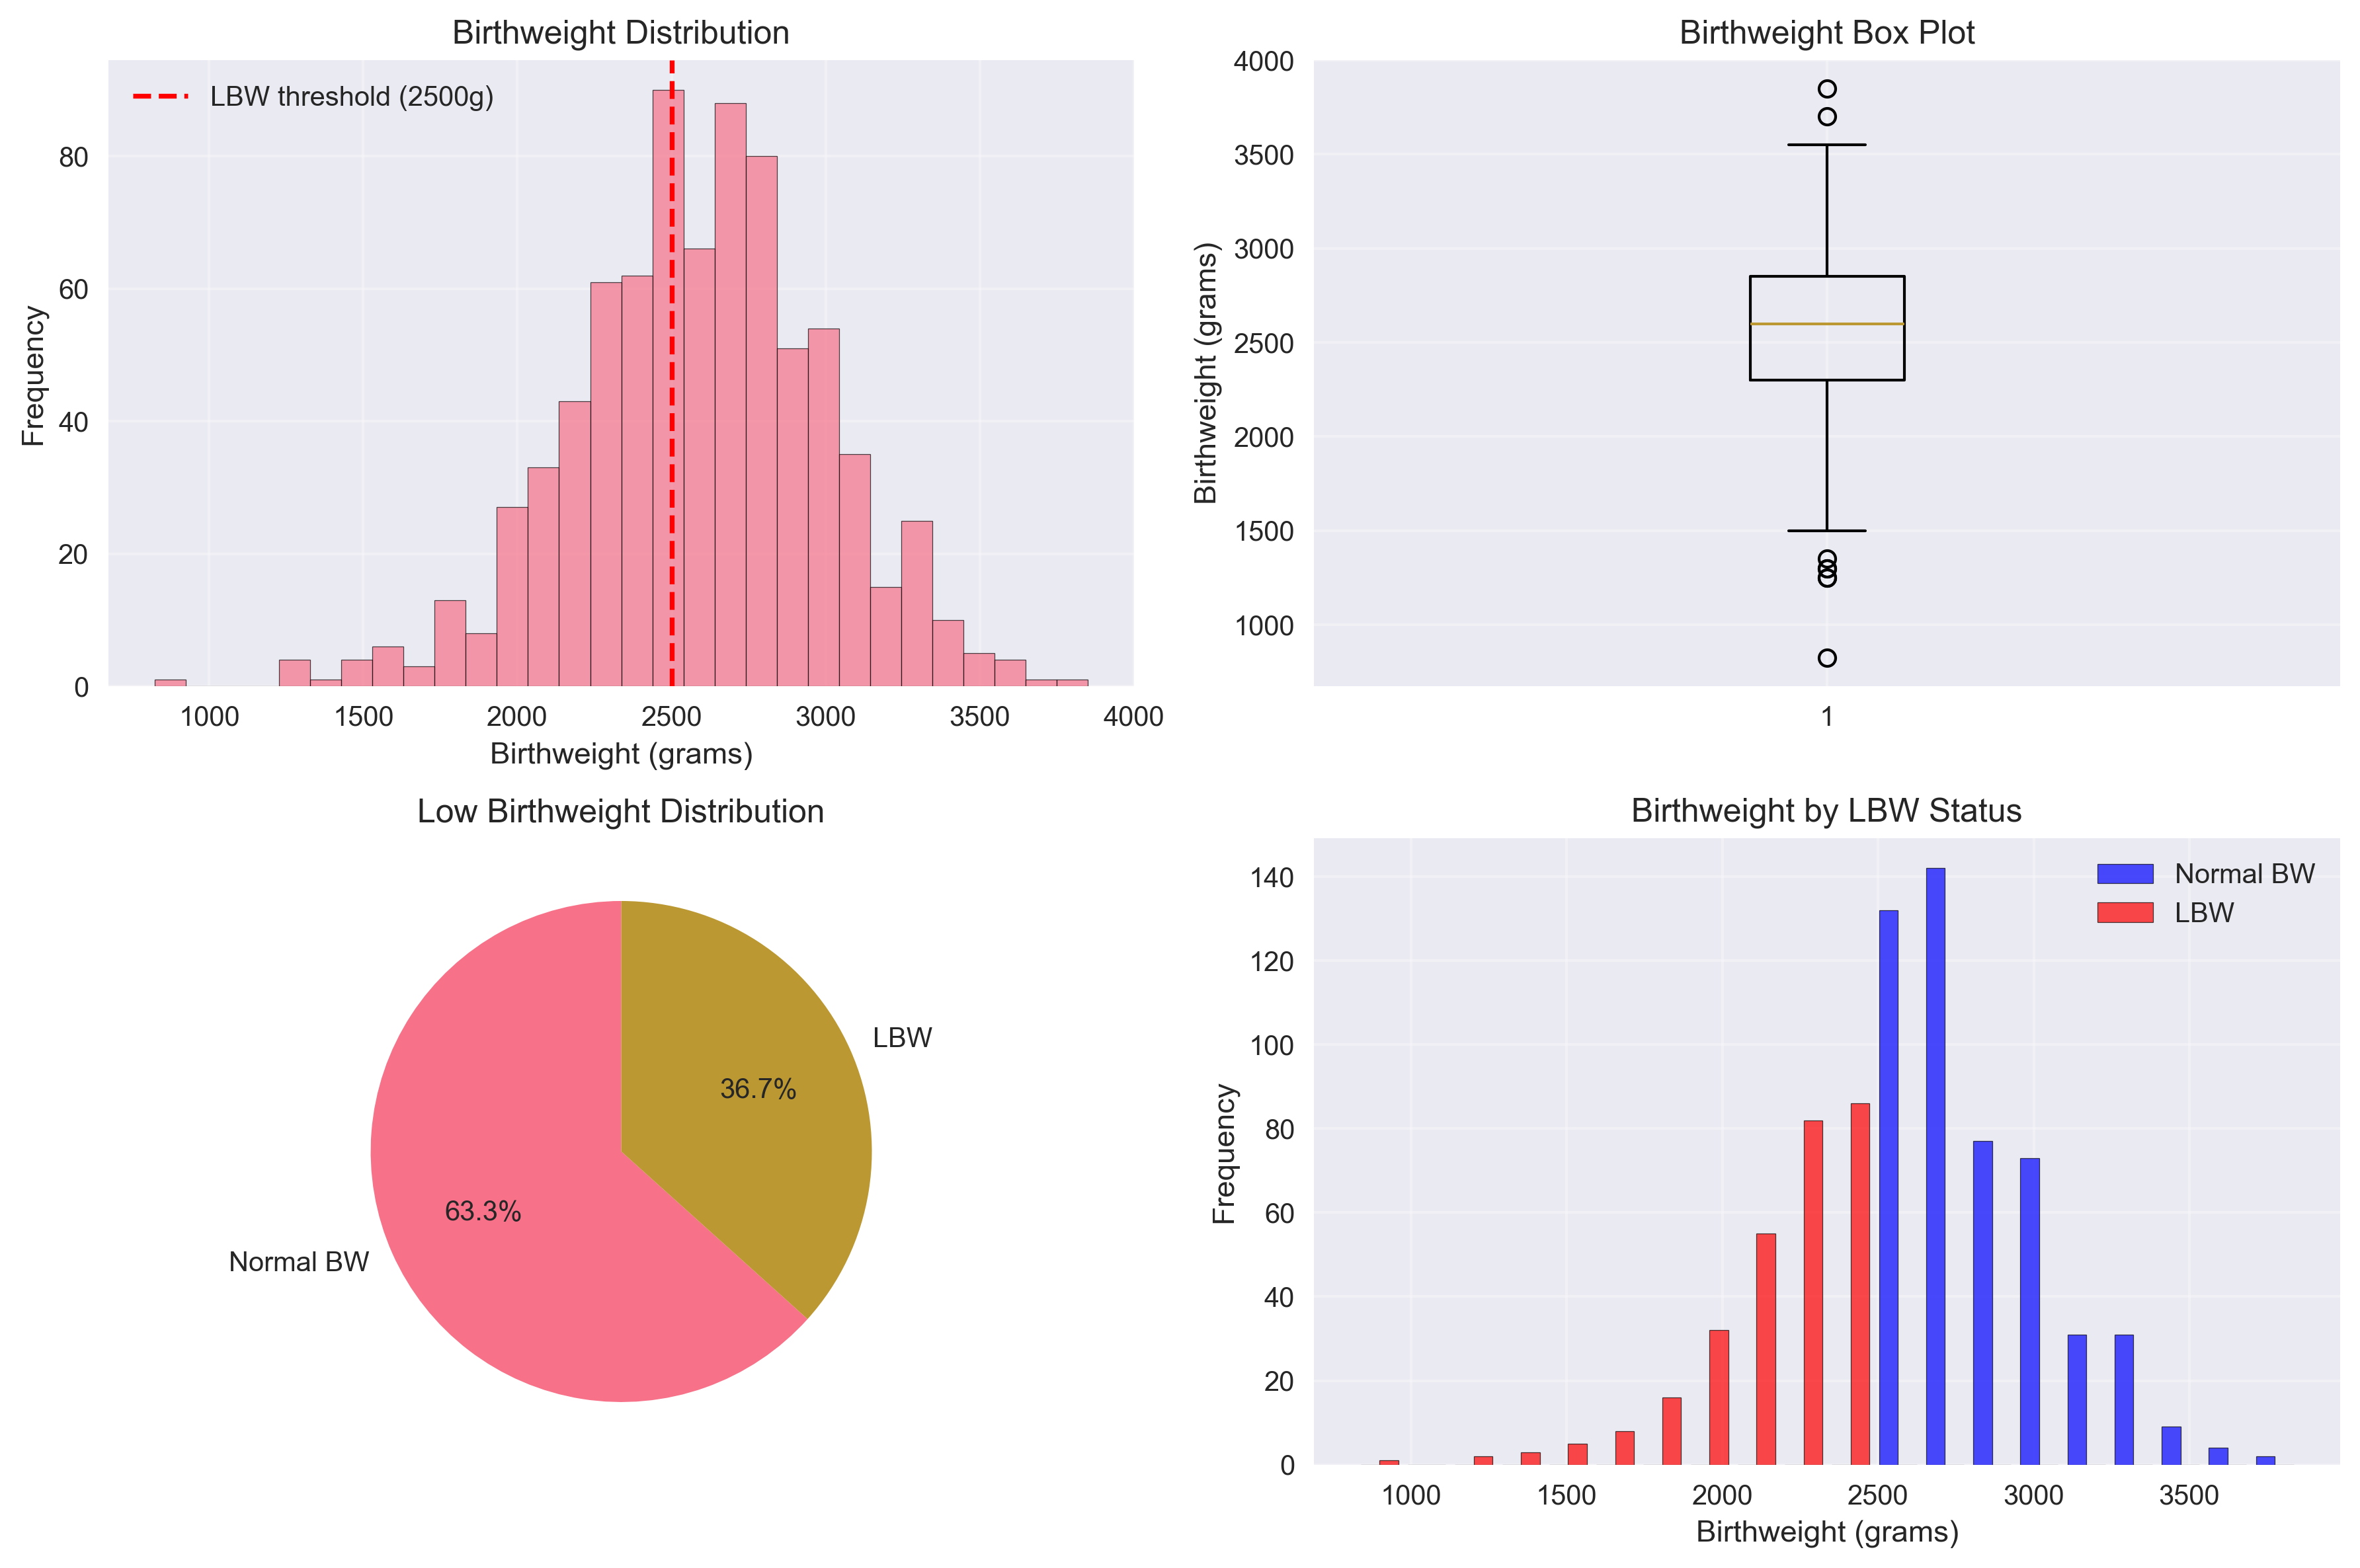 Birthweight Distribution
LBW threshold (2500g)
Frequency
80
60
40
20
0
1000 1500 2000 2500 3000 3500 4000
Birthweight (grams)
Birthweight Box Plot
Birthweight (grams)
4000
3500
3000
2500
2000
1500
1000
1
Low Birthweight Distribution
LBW
36.7%
63.3%
Normal BW
Birthweight by LBW Status
Normal BW
LBW
Frequency
140
120
100
80
60
40
20
0
1000 1500 2000 2500 3000 3500
Birthweight (grams)